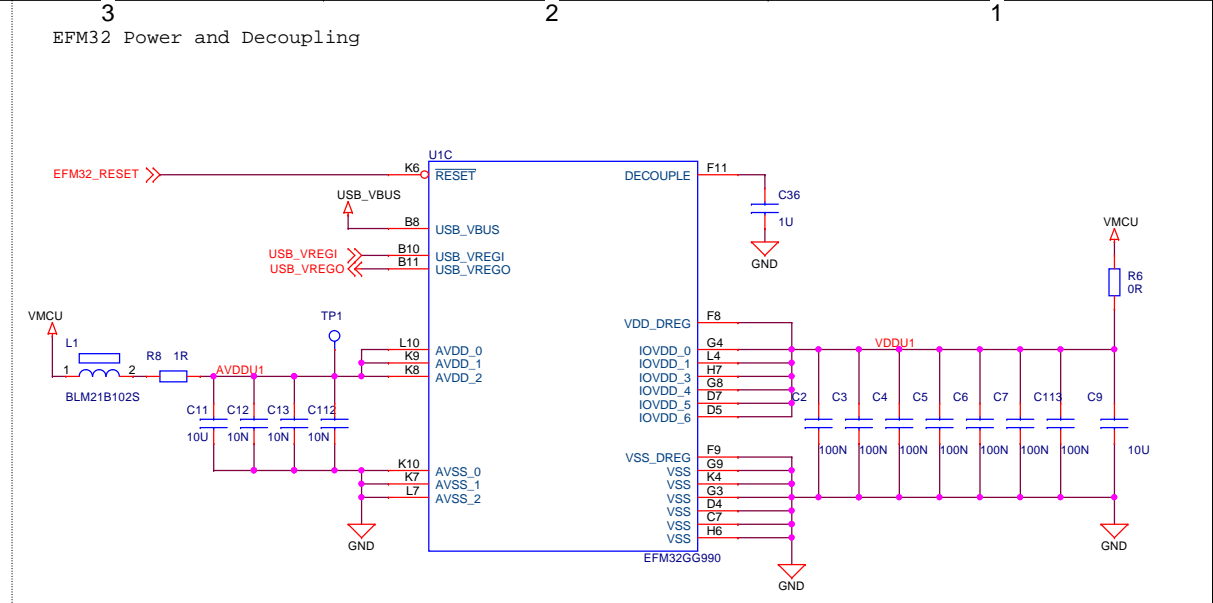 3 2 1
EFM32 Power and Decoupling
U1C
EFM32_RESET K6 RESET DECOUPLE F11
C36
1U
GND
USB_VBUS
B8 USB_VBUS
USB_VREGI B10 USB_VREGI
USB_VREGO B11 USB_VREGO
VMCU
R6
0R
VMCU
L1
1 2
BLM21B102S
R8 1R
AVDDU1
TP1
L10 AVDD_0
K9 AVDD_1
K8 AVDD_2
VDD_DREG F8
IOVDD_0 G4
IOVDD_1 L4
IOVDD_3 H7
IOVDD_4 G8
IOVDD_5 D7
IOVDD_6 D5
VDDU1
C11 C12 C13 C112
10U 10N 10N 10N
C2 C3 C4 C5 C6 C7 C113 C9
100N 100N 100N 100N 100N 100N 100N 10U
K10 AVSS_0
K7 AVSS_1
L7 AVSS_2
VSS_DREG F9
VSS G9
VSS K4
VSS G3
VSS D4
VSS C7
VSS H6
GND
EFM32GG990
GND
GND